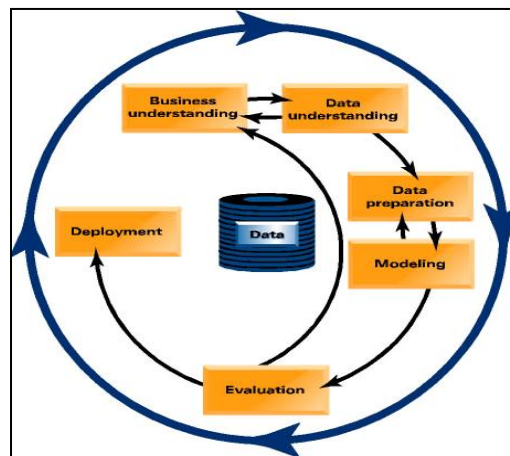 Business
understanding
Data
understanding
Data
preparation
Modeling
Evaluation
Deployment
Data